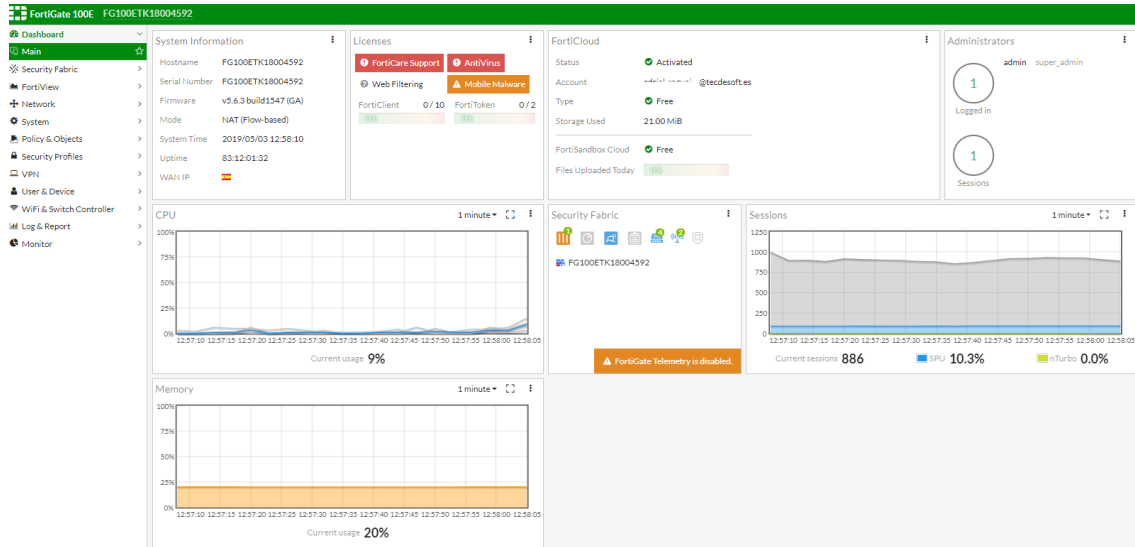 FortiGate 100E FG100ETK18004592
Dashboard
Main
Security Fabric
FortiView
Network
System
Policy & Objects
Security Profiles
VPN
User & Device
WiFi & Switch Controller
Log & Report
Monitor
System Information
Hostname FG100ETK18004592
Serial Number FG100ETK18004592
Firmware v5.6.3 build1547 (GA)
Mode NAT (Flow-based)
System Time 2019/05/03 12:58:10
Uptime 83:12:01:32
WAN IP
Licenses
FortiCare Support AntiVirus
Web Filtering Mobile Malware
FortiClient 0 / 10 FortiToken 0 / 2
0% 0%
FortiCloud
Status Activated
Account @tecdesoft.es
Type Free
Storage Used 21.00 MiB
FortiSandbox Cloud Free
Files Uploaded Today 0%
Administrators
1 admin super_admin
Logged in
1
Sessions
CPU 1 minute
100%
75%
50%
25%
0%
12:57:10 12:57:15 12:57:20 12:57:25 12:57:30 12:57:35 12:57:40 12:57:45 12:57:50 12:57:55 12:58:00 12:58:05
Current usage 9%
Security Fabric
1 4 2
FG100ETK18004592
FortiGate Telemetry is disabled.
Sessions 1 minute
1250
1000
750
500
250
0
12:57:10 12:57:15 12:57:20 12:57:25 12:57:30 12:57:35 12:57:40 12:57:45 12:57:50 12:57:55 12:58:00 12:58:05
Current sessions 886 SPU 10.3% nTurbo 0.0%
Memory 1 minute
100%
75%
50%
25%
0%
12:57:10 12:57:15 12:57:20 12:57:25 12:57:30 12:57:35 12:57:40 12:57:45 12:57:50 12:57:55 12:58:00 12:58:05
Current usage 20%